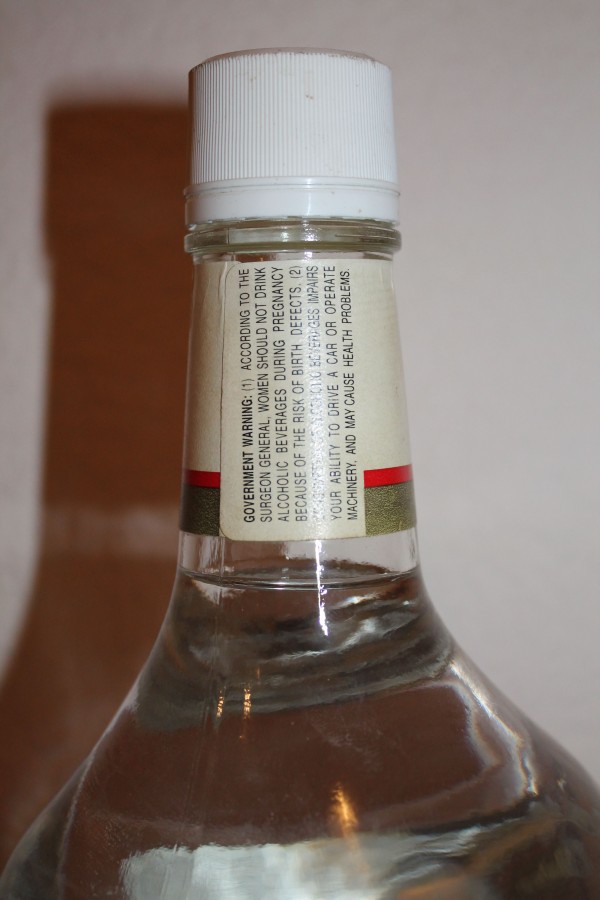 GOVERNMENT WARNING: (1) ACCORDING TO THE
SURGEON GENERAL, WOMEN SHOULD NOT DRINK
ALCOHOLIC BEVERAGES DURING PREGNANCY
BECAUSE OF THE RISK OF BIRTH DEFECTS. (2)
BEVERAGES IMPAIRS
YOUR ABILITY TO DRIVE A CAR OR OPERATE
MACHINERY, AND MAY CAUSE HEALTH PROBLEMS.